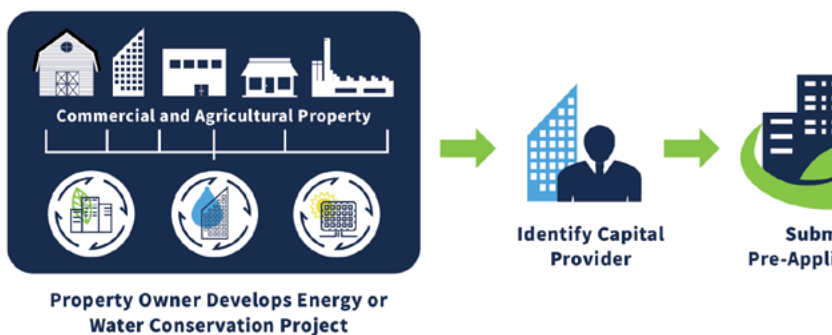 Commercial and Agricultural Property
Property Owner Develops Energy or
Water Conservation Project
Identify Capital
Provider